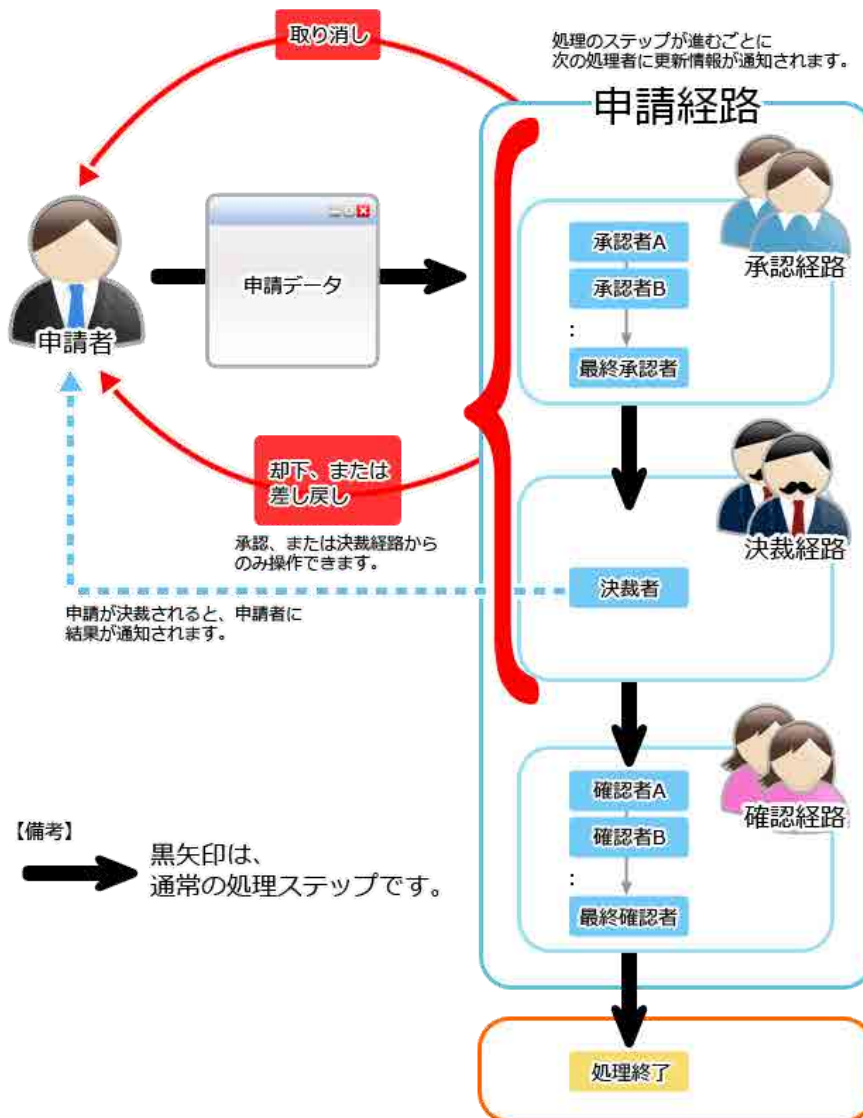 取り消し
処理のステップが進むごとに
次の処理者に更新情報が通知されます。
申請経路
申請者
申請データ
承認者A
承認者B
：
最終承認者
承認経路
却下、または
差し戻し
承認、または決裁経路から
のみ操作できます。
決裁者
決裁経路
申請が決裁されると、申請者に
結果が通知されます。
確認者A
確認者B
：
最終確認者
確認経路
【備考】
黒矢印は、
通常の処理ステップです。
処理終了